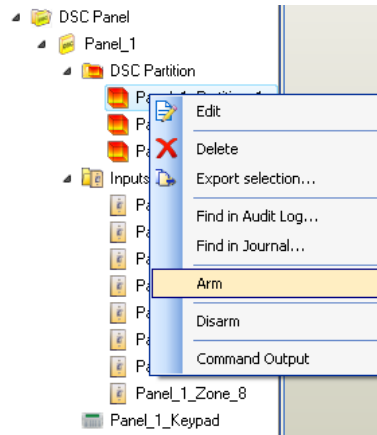 DSC Panel
Panel_1
DSC Partition
Edit
Delete
Inputs
Export selection...
Find in Audit Log...
Find in Journal...
Arm
Disarm
Command Output
Panel_1_Zone_8
Panel_1_Keypad